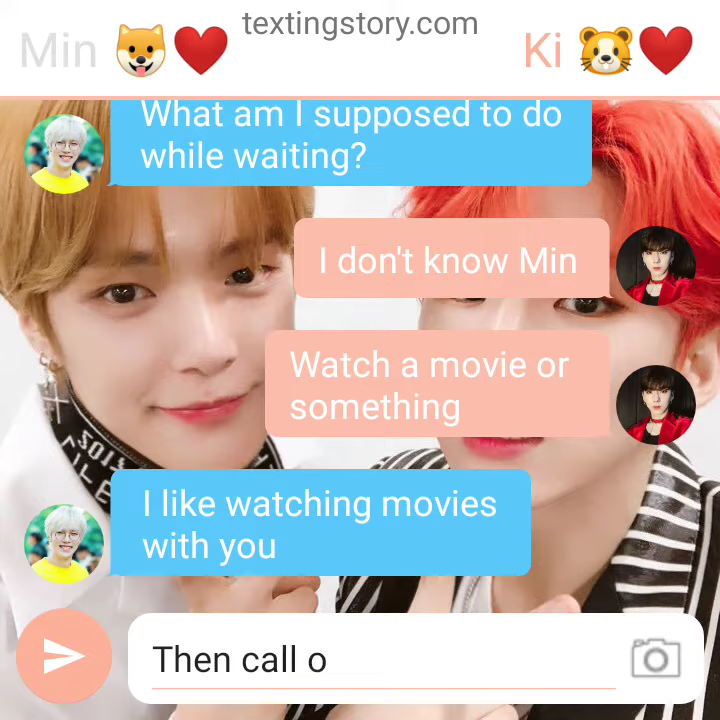 textingstory.com
Min 🐶❤️
Ki 🐯❤️
What am I supposed to do
while waiting?
I don't know Min
Watch a movie or
something
I like watching movies
with you
Then call o